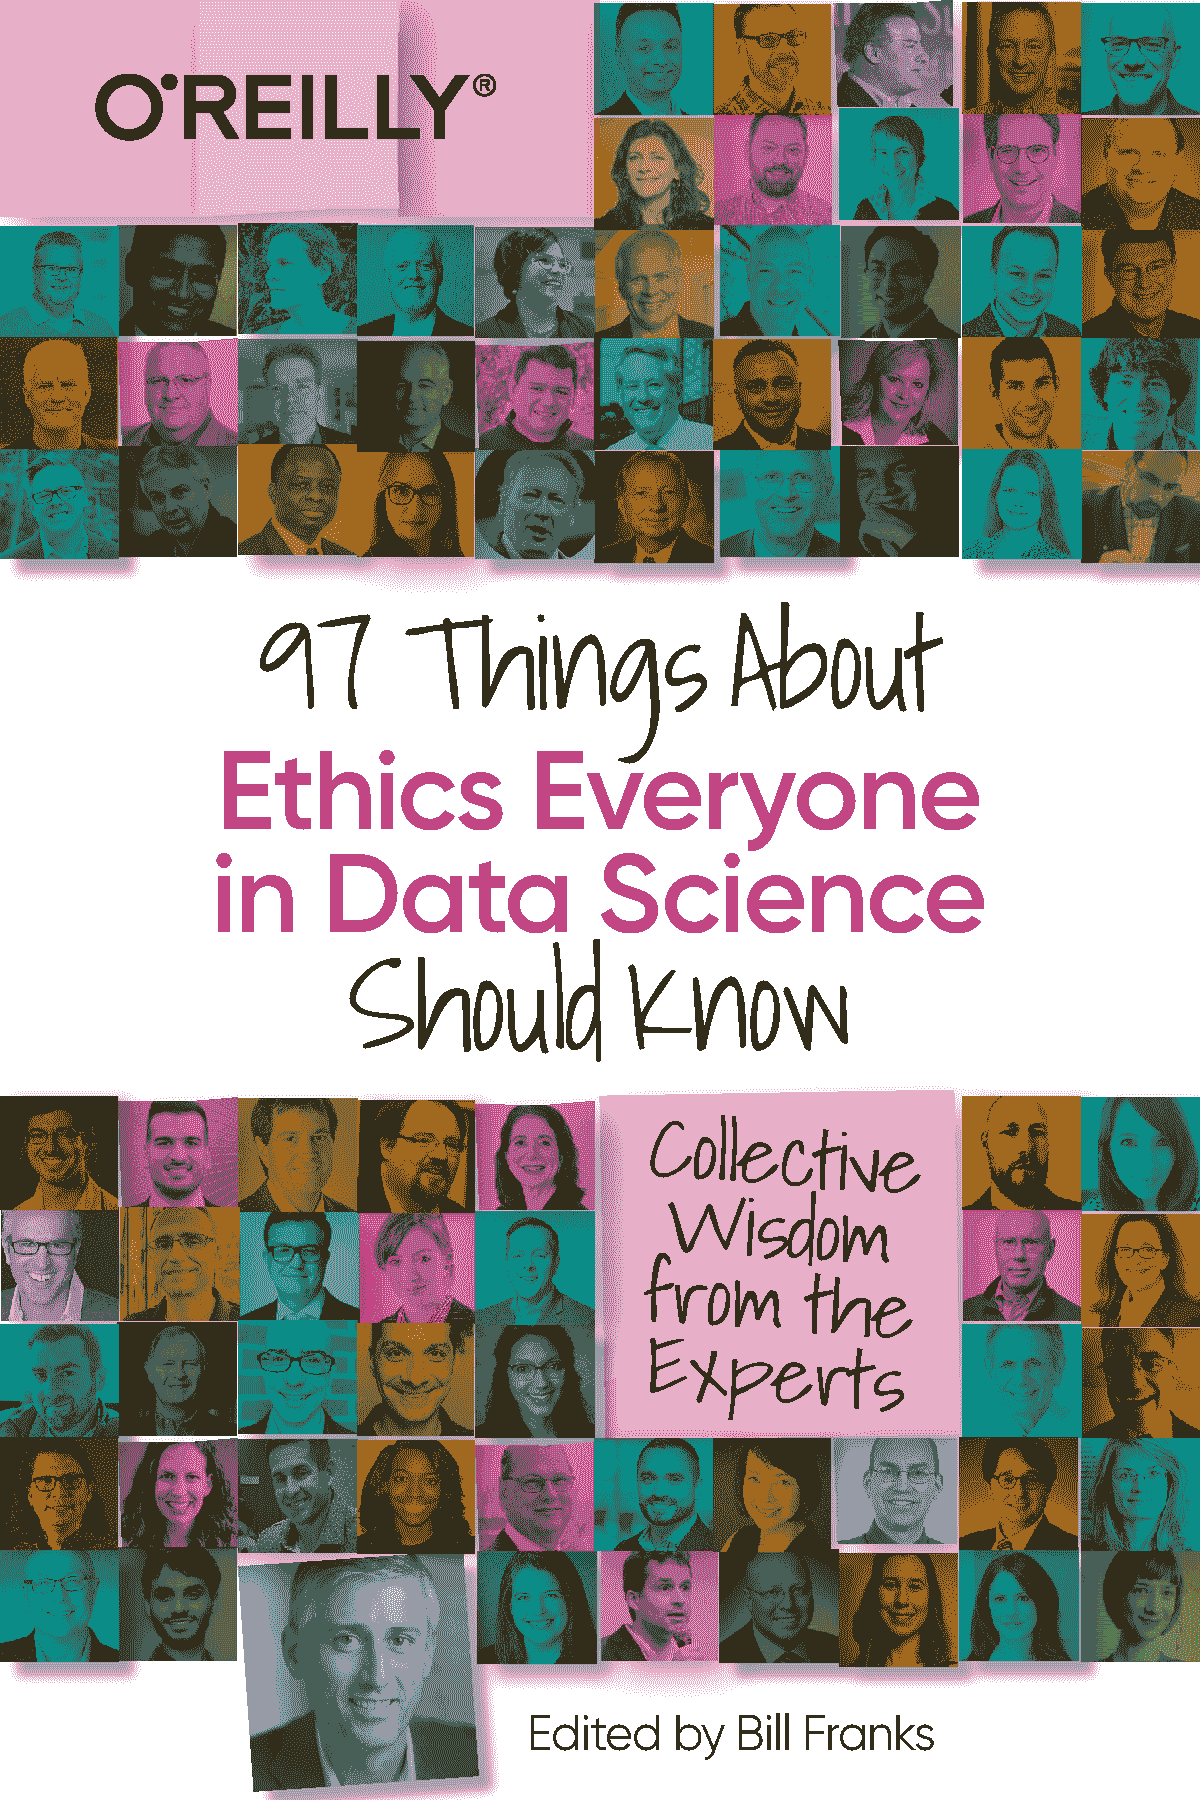 O'REILLY®
97 Things About
Ethics Everyone
in Data Science
Should Know
Collective
Wisdom
from the
Experts
Edited by Bill Franks